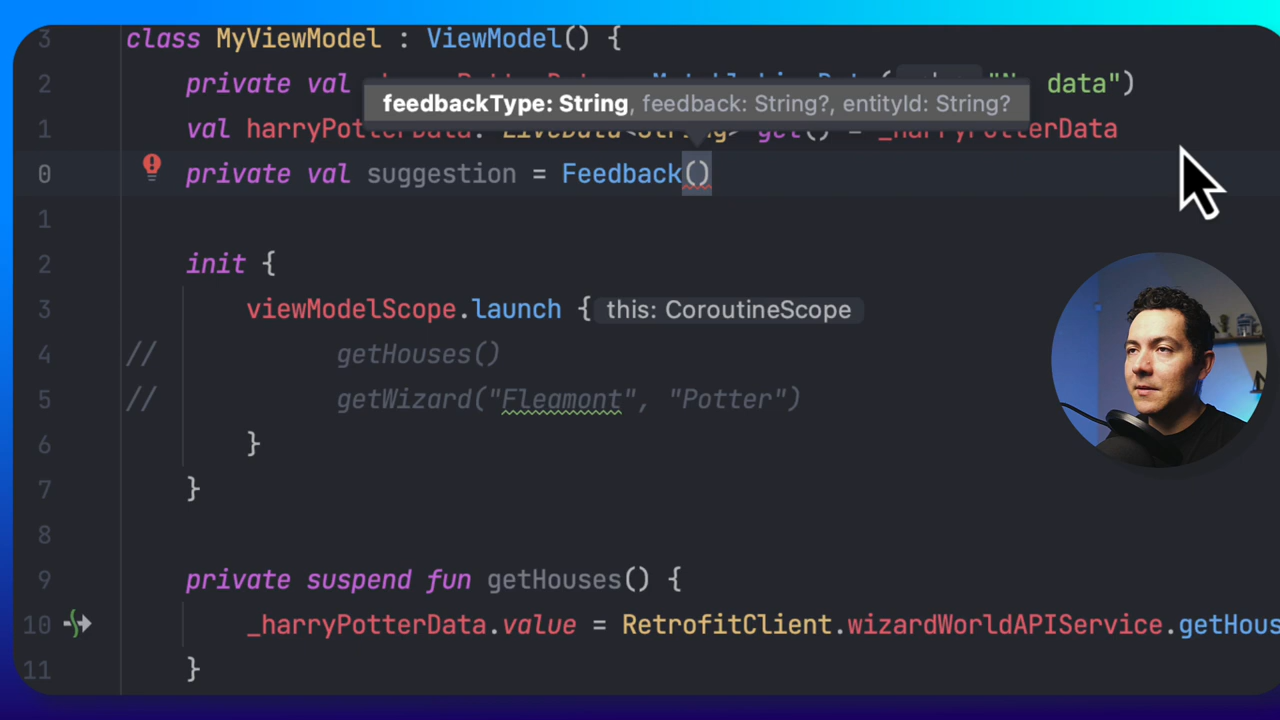 3 class MyViewModel : ViewModel() {
2 private val data")
feedbackType: String, feedback: String?, entityId: String?
1 val harryPotterData: LiveData<String> get() = _harryPotterData
0 private val suggestion = Feedback()
1
2 init {
3 viewModelScope.launch { this: CoroutineScope
4 // getHouses()
5 // getWizard("Fleamont", "Potter")
6 }
7 }
8
9 private suspend fun getHouses() {
10 _harryPotterData.value = RetrofitClient.wizardWorldAPIService.getHous
11 }